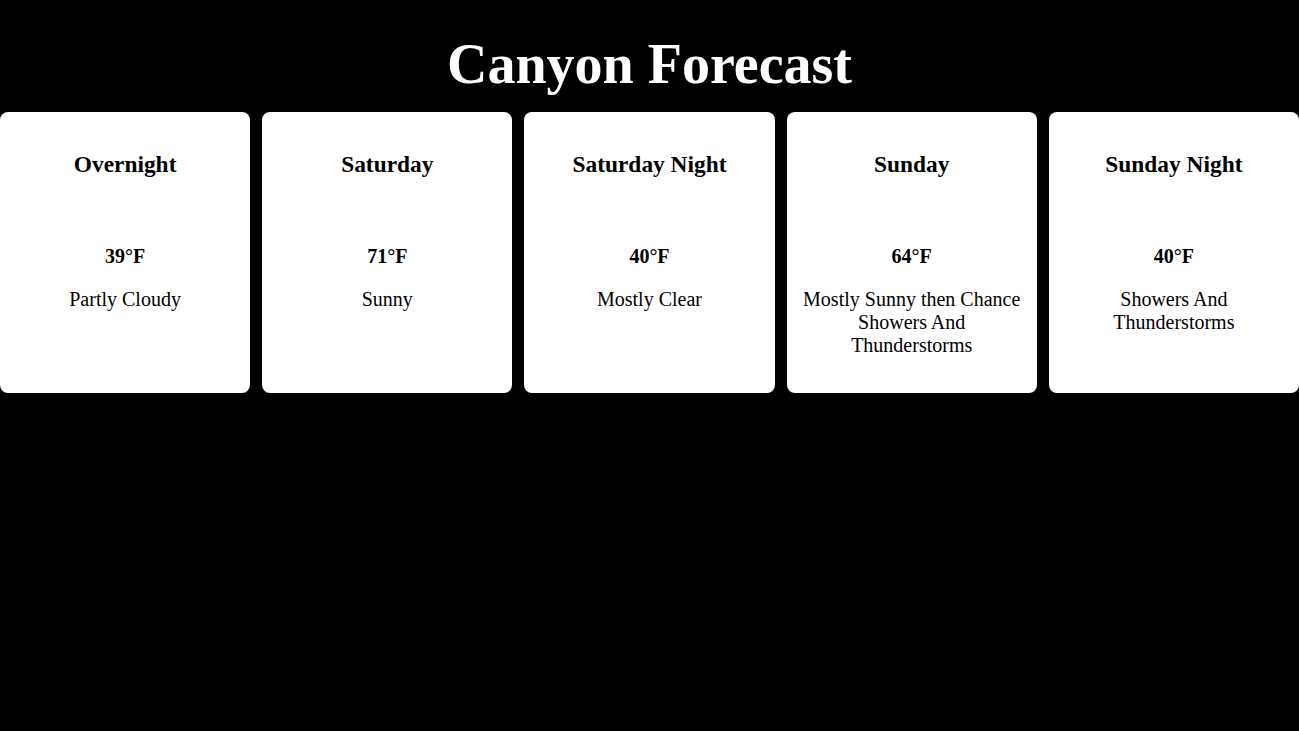 Canyon Forecast
Overnight
39°F
Partly Cloudy
Saturday
71°F
Sunny
Saturday Night
40°F
Mostly Clear
Sunday
64°F
Mostly Sunny then Chance
Showers And
Thunderstorms
Sunday Night
40°F
Showers And
Thunderstorms